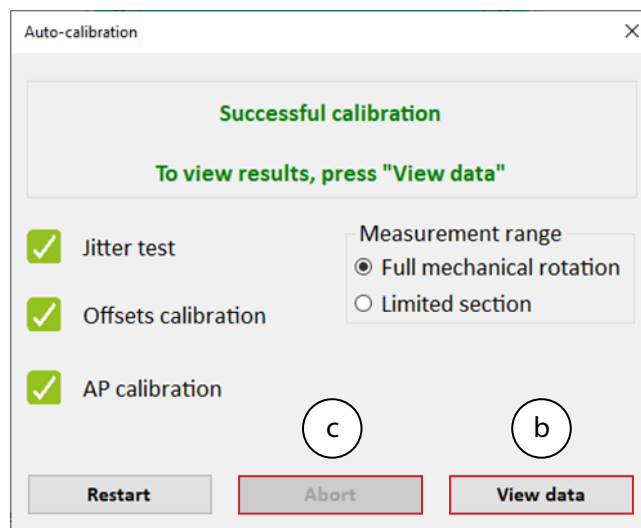 Auto-calibration
Successful calibration
To view results, press "View data"
Jitter test
Offsets calibration
AP calibration
Measurement range
Full mechanical rotation
Limited section
c
b
Restart
Abort
View data